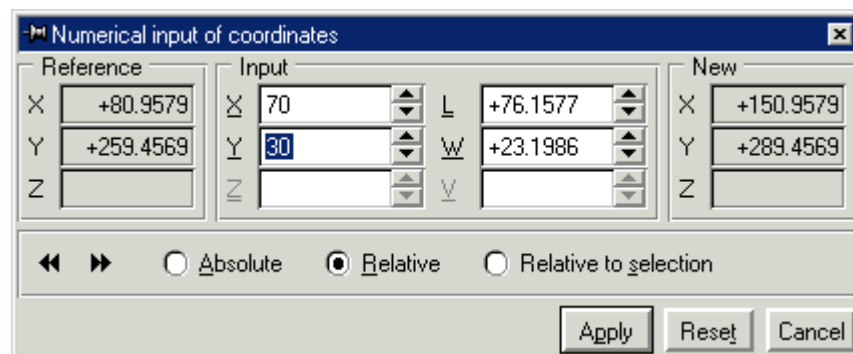 Numerical input of coordinates
Reference Input New
X +80.9579 X 70 L +76.1577 X +150.9579
Y +259.4569 Y 30 W +23.1986 Y +289.4569
Z Z V Z
Absolute Relative Relative to selection
Apply Reset Cancel